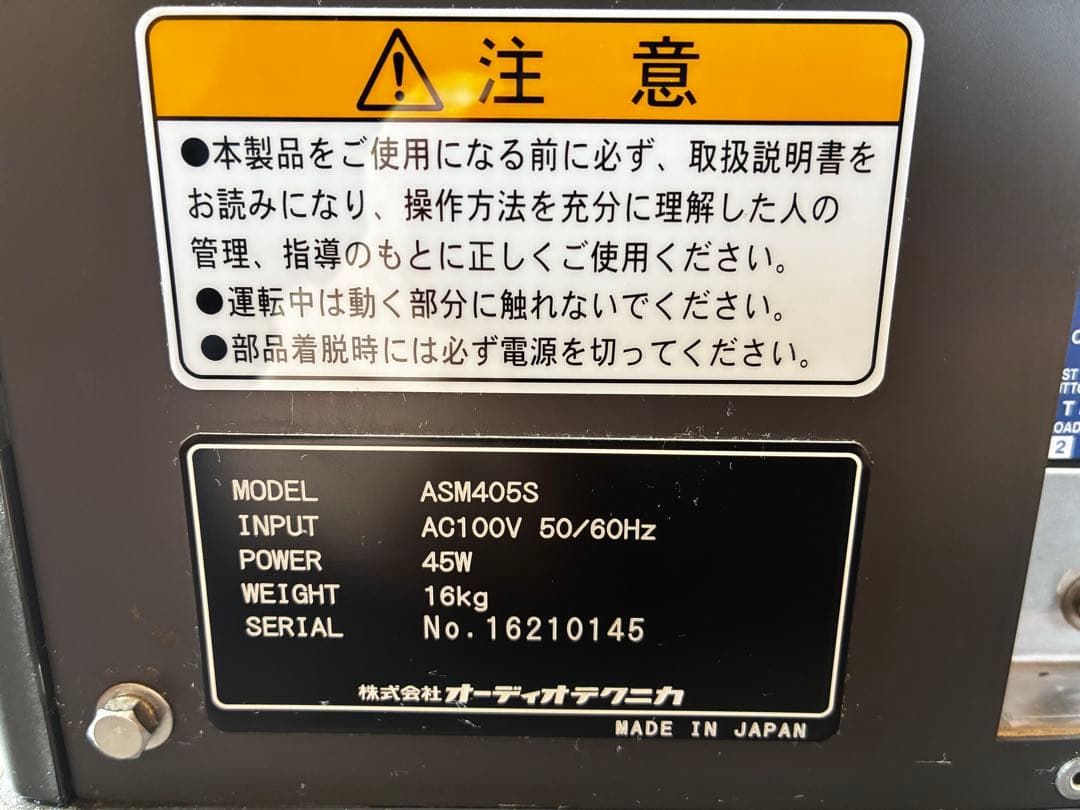 注意
●本製品をご使用になる前に必ず、取扱説明書を
お読みになり、操作方法を充分に理解した人の
管理、指導のもとに正しくご使用ください。
●運転中は動く部分に触れないでください。
●部品着脱時には必ず電源を切ってください。
MODEL ASM405S
INPUT AC100V 50/60Hz
POWER 45W
WEIGHT 16kg
SERIAL No.16210145
株式会社オーディオテクニカ
MADE IN JAPAN
2